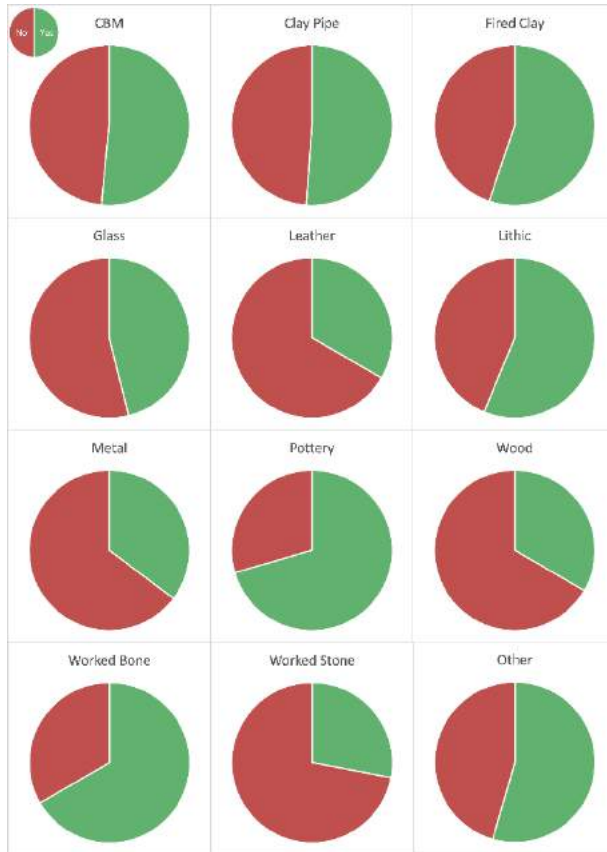 No Yes
CBM
Clay Pipe
Fired Clay
Glass
Leather
Lithic
Metal
Pottery
Wood
Worked Bone
Worked Stone
Other